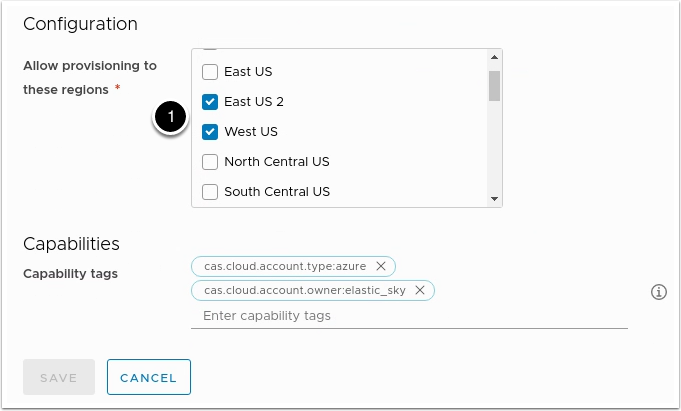 Configuration
Allow provisioning to
these regions *
East US
East US 2
1
West US
North Central US
South Central US
Capabilities
Capability tags
cas.cloud.account.type:azure
cas.cloud.account.owner:elastic_sky
Enter capability tags
SAVE
CANCEL